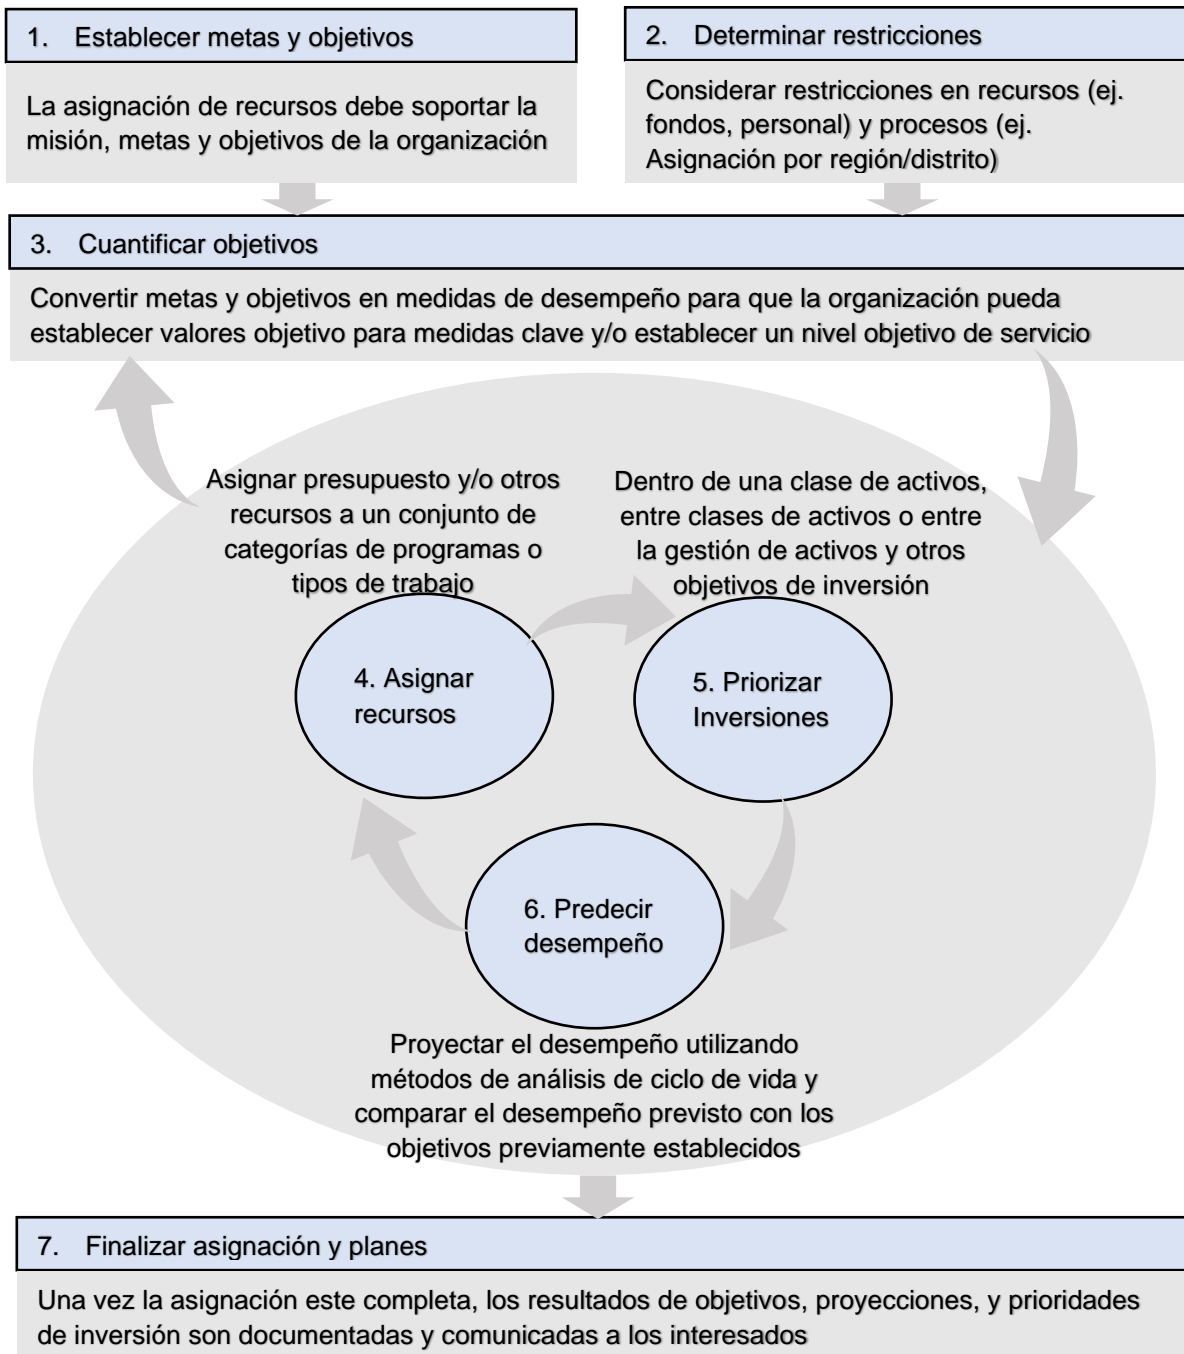 1. Establecer metas y objetivos
La asignación de recursos debe soportar la
misión, metas y objetivos de la organización
2. Determinar restricciones
Considerar restricciones en recursos (ej.
fondos, personal) y procesos (ej.
Asignación por región/distrito)
3. Cuantificar objetivos
Convertir metas y objetivos en medidas de desempeño para que la organización pueda
establecer valores objetivo para medidas clave y/o establecer un nivel objetivo de servicio
Asignar presupuesto y/o otros
recursos a un conjunto de
categorías de programas o
tipos de trabajo
Dentro de una clase de activos,
entre clases de activos o entre
la gestión de activos y otros
objetivos de inversión
4. Asignar
recursos
5. Priorizar
Inversiones
6. Predecir
desempeño
Proyectar el desempeño utilizando
métodos de análisis de ciclo de vida y
comparar el desempeño previsto con los
objetivos previamente establecidos
7. Finalizar asignación y planes
Una vez la asignación este completa, los resultados de objetivos, proyecciones, y prioridades
de inversión son documentadas y comunicadas a los interesados